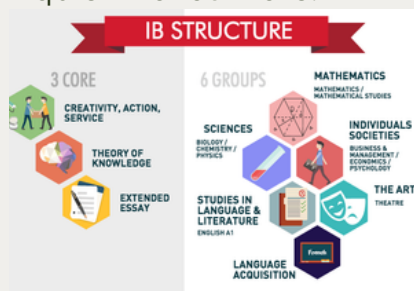 IB STRUCTURE
3 CORE
CREATIVITY, ACTION,
SERVICE
THEORY OF
KNOWLEDGE
EXTENDED
ESSAY
6 GROUPS
MATHEMATICS
MATHEMATICS /
MATHEMATICAL STUDIES
SCIENCES
BIOLOGY /
CHEMISTRY /
PHYSICS
INDIVIDUALS
SOCIETIES
BUSINESS &
MANAGEMENT /
ECONOMICS /
PSYCHOLOGY
STUDIES IN
LANGUAGE &
LITERATURE
ENGLISH A1
THE ART
THEATRE
LANGUAGE
ACQUISITION